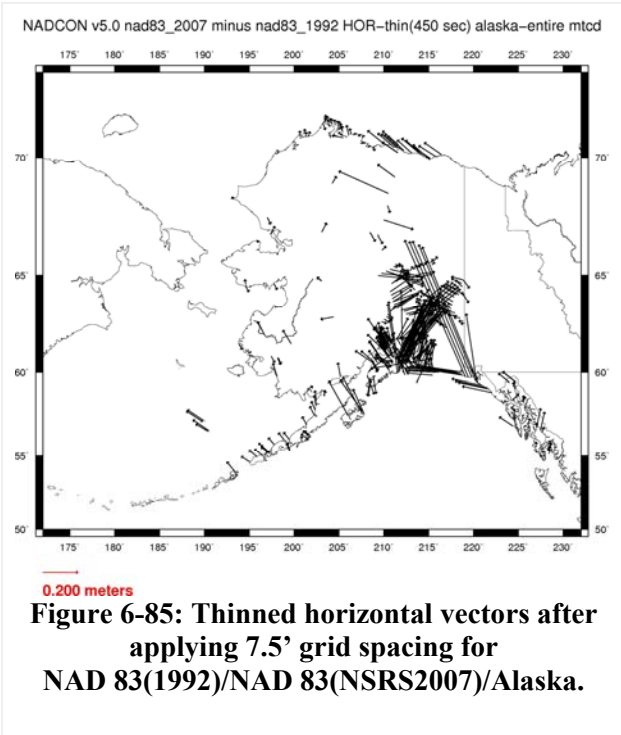 NADCON v5.0 nad83_2007 minus nad83_1992 HOR−thin(450 sec) alaska−entire mtcd
175˚ 180˚ 185˚ 190˚ 195˚ 200˚ 205˚ 210˚ 215˚ 220˚ 225˚ 230˚
70˚ 70˚
65˚ 65˚
60˚ 60˚
55˚ 55˚
50˚ 50˚
175˚ 180˚ 185˚ 190˚ 195˚ 200˚ 205˚ 210˚ 215˚ 220˚ 225˚ 230˚
0.200 meters
Figure 6-85: Thinned horizontal vectors after
applying 7.5’ grid spacing for
NAD 83(1992)/NAD 83(NSRS2007)/Alaska.